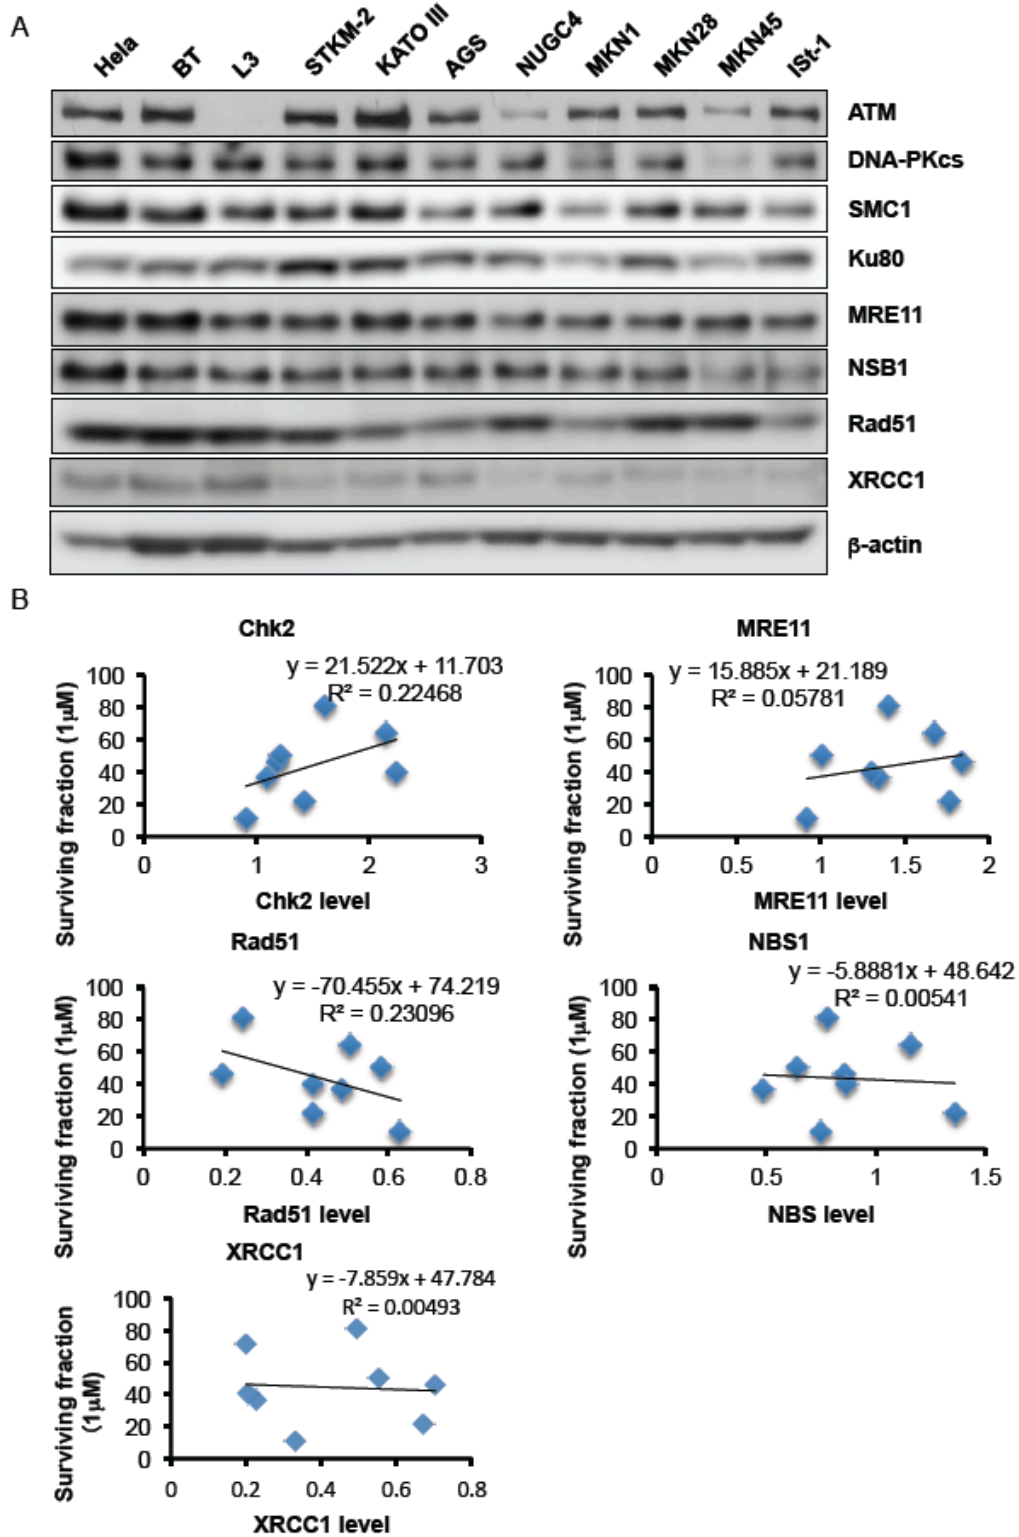 A
Hela BT L3 STKM-2 KATO III AGS NUGC4 MKN1 MKN28 MKN45 ISt-1
ATM
DNA-PKcs
SMC1
Ku80
MRE11
NSB1
Rad51
XRCC1
β-actin
B
Chk2
y = 21.522x + 11.703
R² = 0.22468
Surviving fraction (1µM)
100
80
60
40
20
0
0 1 2 3
Chk2 level
MRE11
y = 15.885x + 21.189
R² = 0.05781
Surviving fraction (1µM)
100
80
60
40
20
0
0 0.5 1 1.5 2
MRE11 level
Rad51
y = -70.455x + 74.219
R² = 0.23096
Surviving fraction (1µM)
100
80
60
40
20
0
0 0.2 0.4 0.6 0.8
Rad51 level
NBS1
y = -5.8881x + 48.642
R² = 0.00541
Surviving fraction (1µM)
100
80
60
40
20
0
0 0.5 1 1.5
NBS level
XRCC1
y = -7.859x + 47.784
R² = 0.00493
Surviving fraction
(1µM)
100
80
60
40
20
0
0 0.2 0.4 0.6 0.8
XRCC1 level